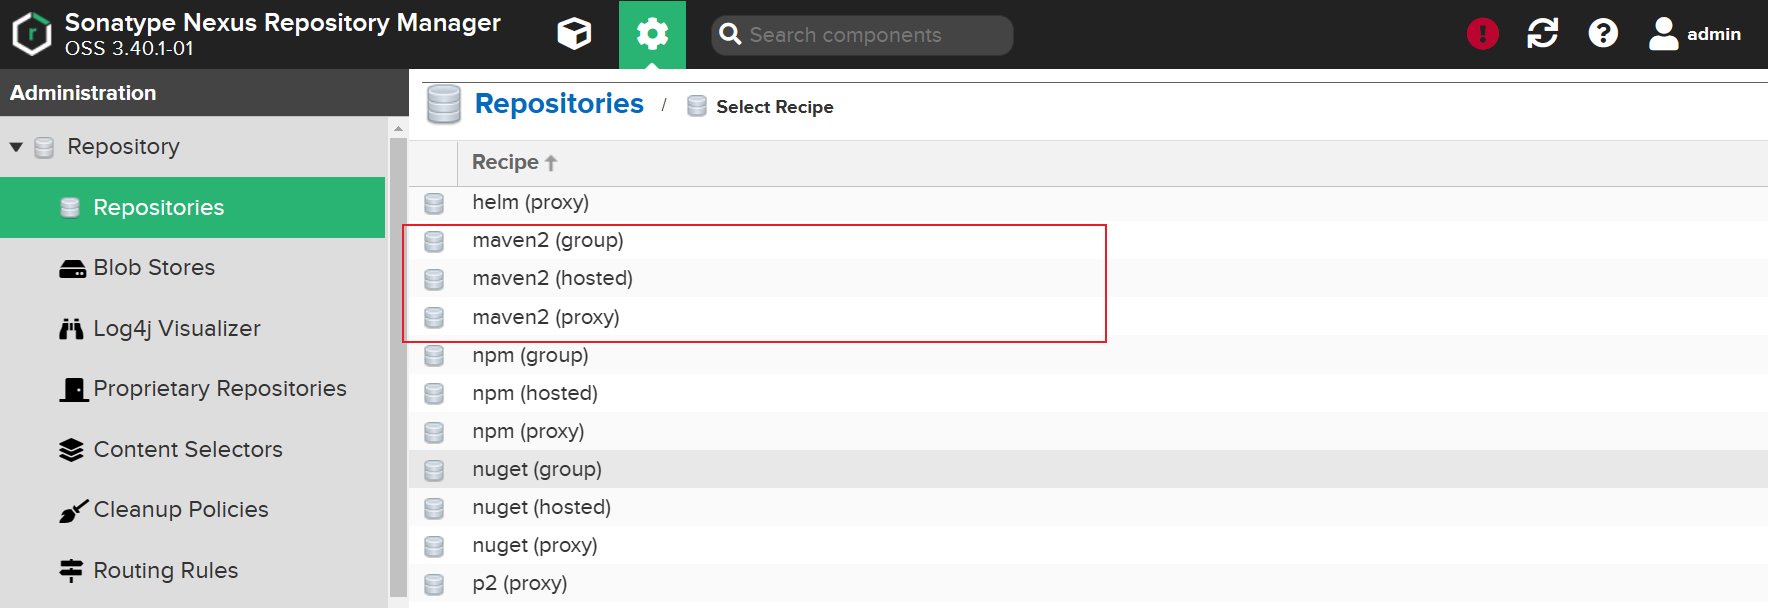 Sonatype Nexus Repository Manager
OSS 3.40.1-01
Search components
admin
Administration
Repository
Repositories
Blob Stores
Log4j Visualizer
Proprietary Repositories
Content Selectors
Cleanup Policies
Routing Rules
Repositories / Select Recipe
Recipe
helm (proxy)
maven2 (group)
maven2 (hosted)
maven2 (proxy)
npm (group)
npm (hosted)
npm (proxy)
nuget (group)
nuget (hosted)
nuget (proxy)
p2 (proxy)